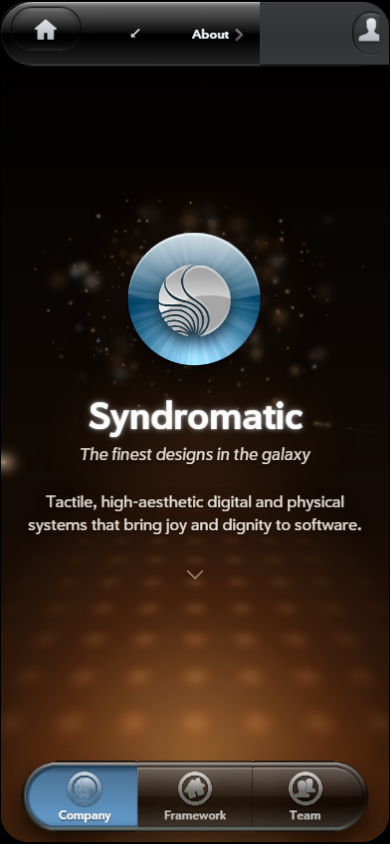 About
Syndromatic
The finest designs in the galaxy
Tactile, high-aesthetic digital and physical
systems that bring joy and dignity to software.
Company
Framework
Team